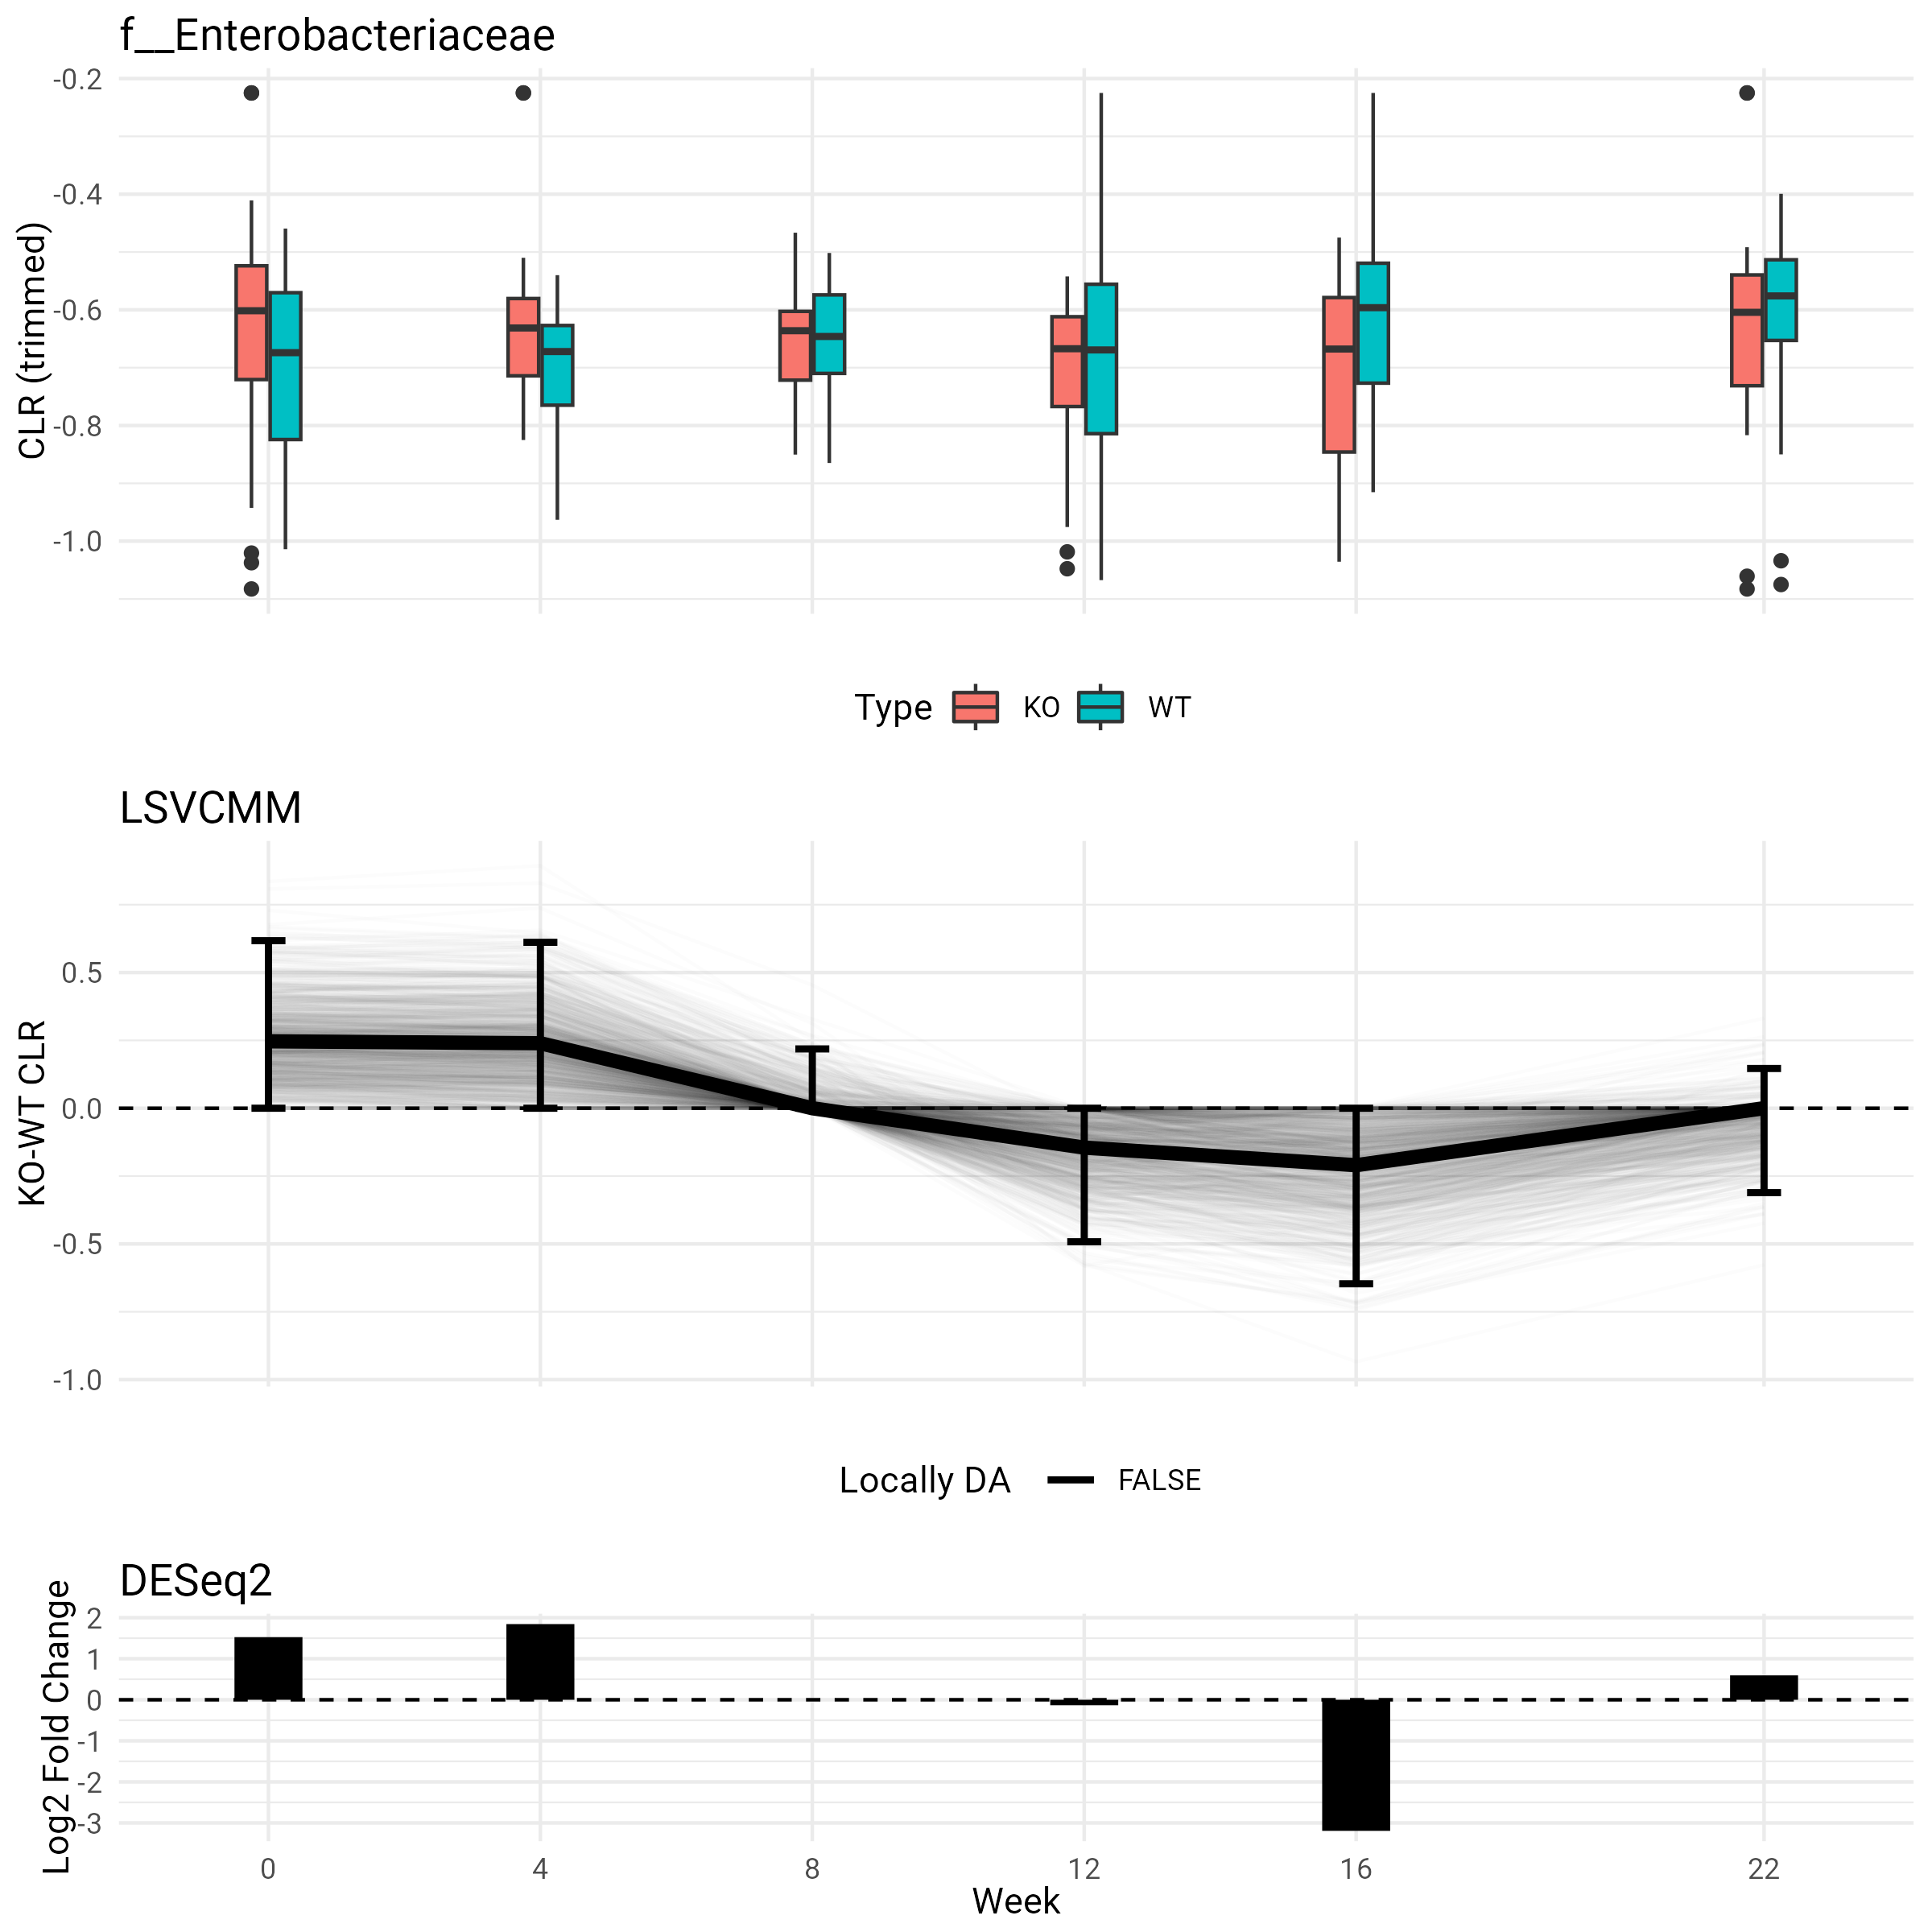 f__Enterobacteriaceae
CLR (trimmed)
-0.2
-0.4
-0.6
-0.8
-1.0
Type KO WT
LSVCMM
KO-WT CLR
0.5
0.0
-0.5
-1.0
Locally DA FALSE
DESeq2
Log2 Fold Change
2
1
0
-1
-2
-3
0 4 8 12 16 22
Week